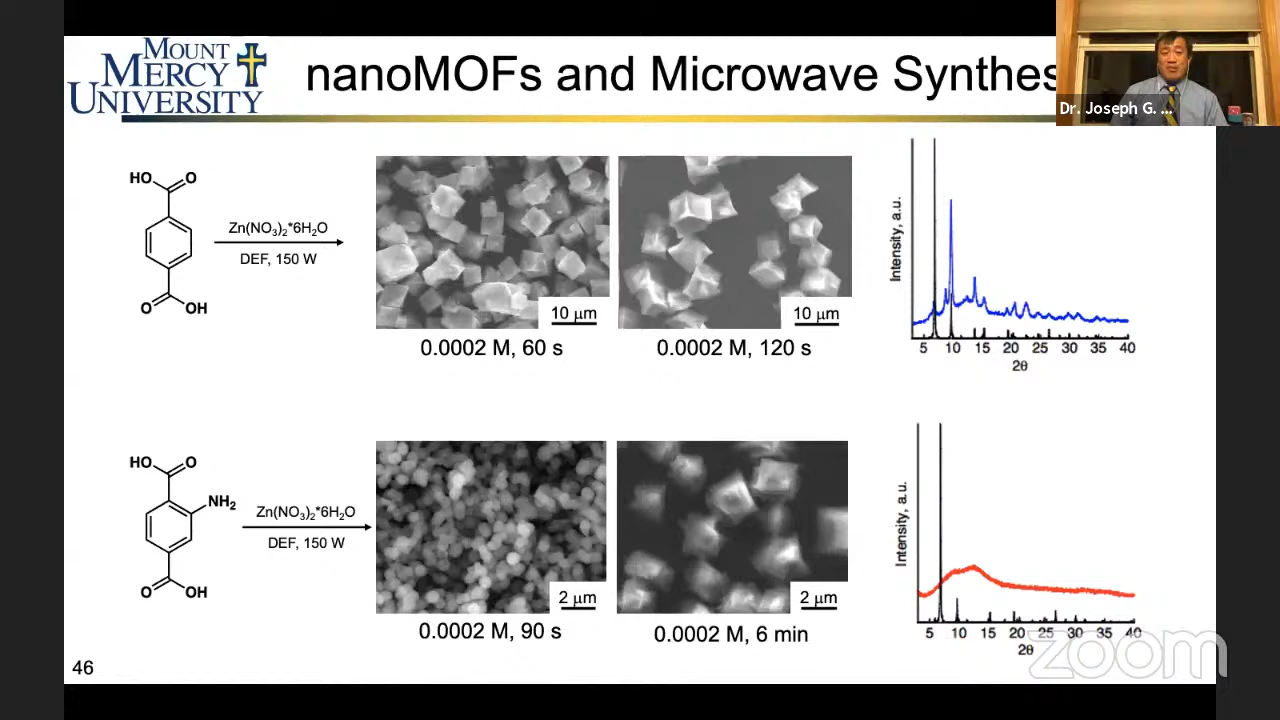 MOUNT
MERCY
UNIVERSITY
nanoMOFs and Microwave Synthes
Dr. Joseph G. ...
HO
O
O
OH
Zn(NO3)2*6H2O
DEF, 150 W
10 μm
10 μm
0.0002 M, 60 s
0.0002 M, 120 s
Intensity, a.u.
5 10 15 20 25 30 35 40
2θ
HO
O
NH2
O
OH
Zn(NO3)2*6H2O
DEF, 150 W
2 μm
2 μm
0.0002 M, 90 s
0.0002 M, 6 min
Intensity, a.u.
5 10 15 20 25 30 35 40
2θ
46
zoom